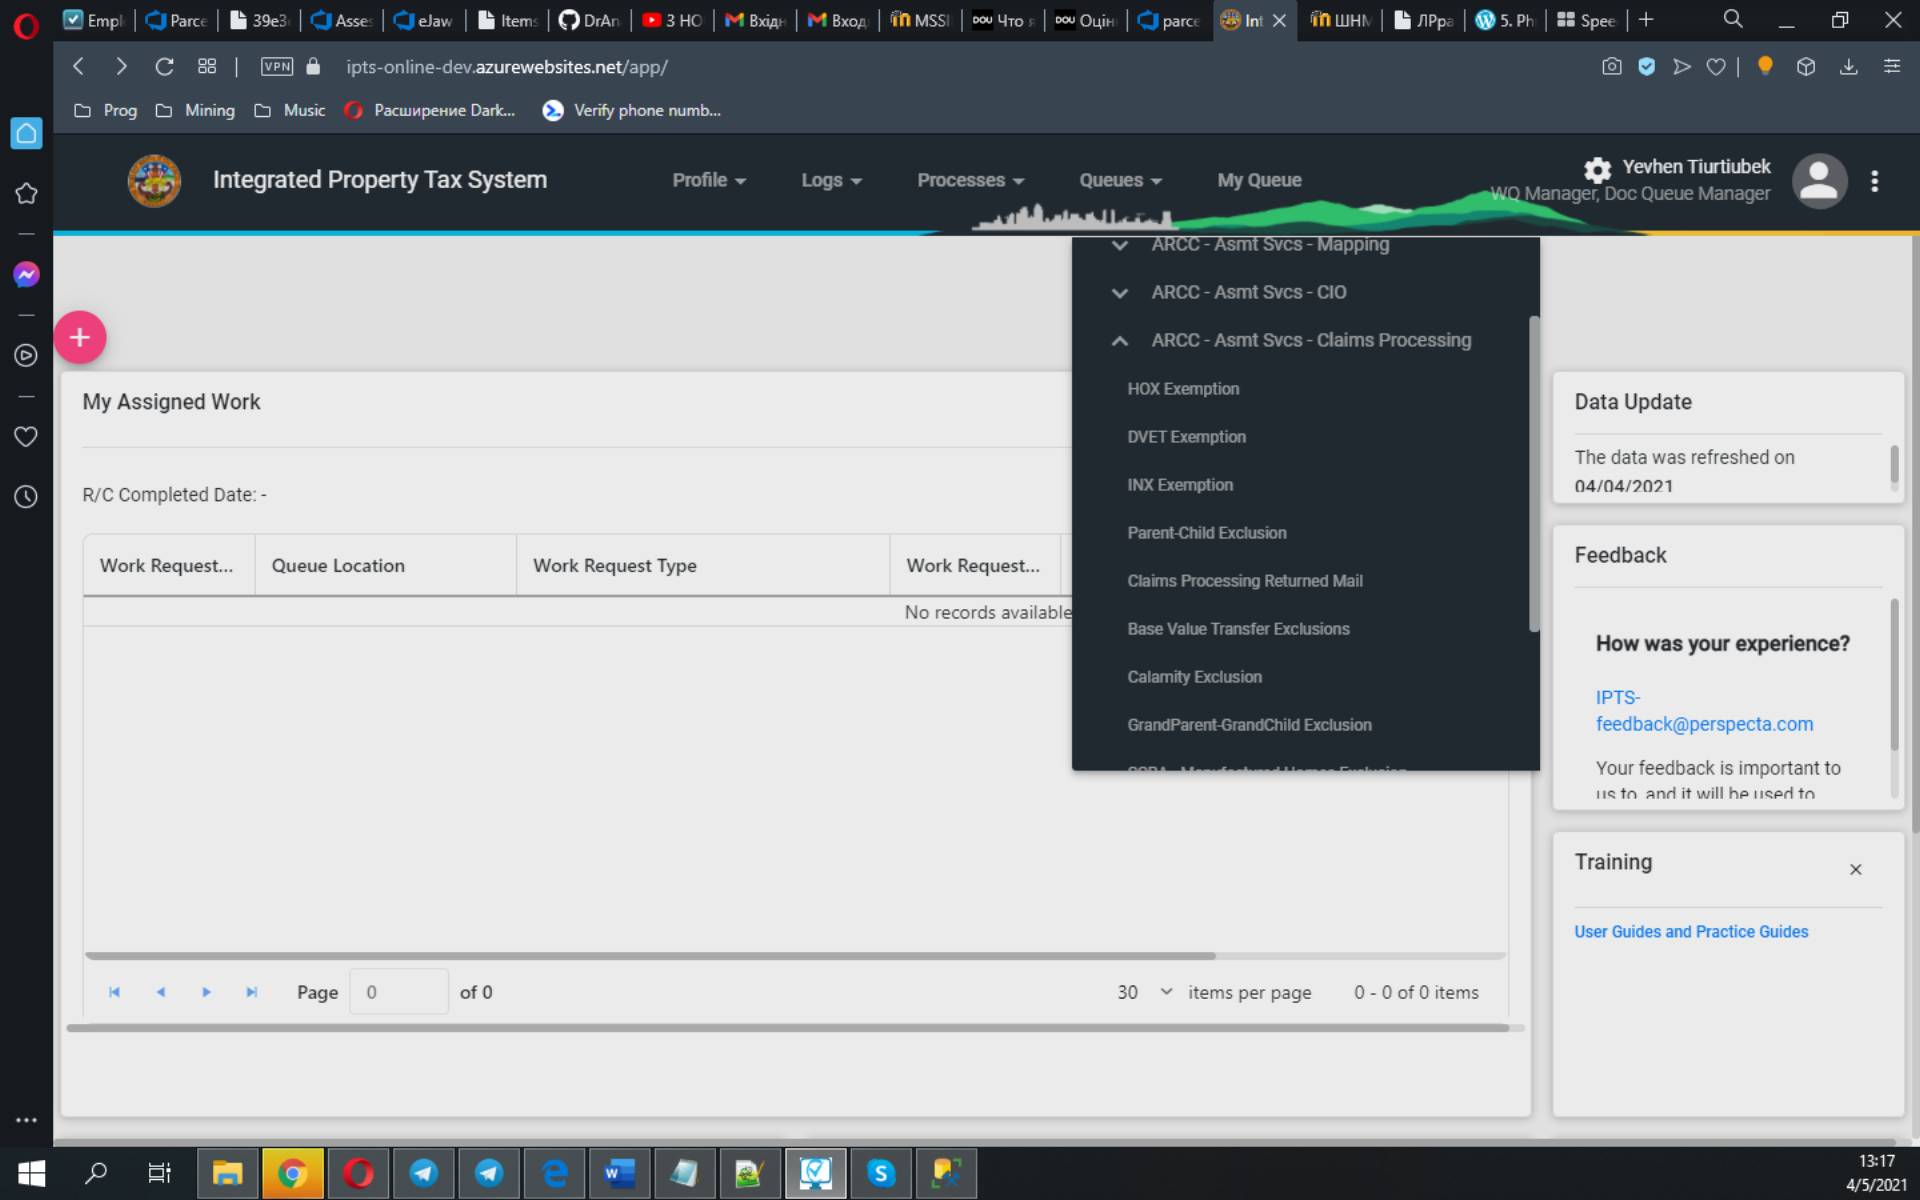 Empl
Parce
39e3
Asse
eJaw
Items
DrAn
3 HO
Вхідн
Вход
MSSI
DOU Что я
DOU Оцін
parce
Int
ШНМ
ЛРра
5. Ph
Spee
VPN
ipts-online-dev.azurewebsites.net/app/
Prog
Mining
Music
Расширение Dark...
Verify phone numb...
Integrated Property Tax System
Profile
Logs
Processes
Queues
My Queue
Yevhen Tiurtiubek
WQ Manager, Doc Queue Manager
ARCC - Asmt Svcs - Mapping
ARCC - Asmt Svcs - CIO
ARCC - Asmt Svcs - Claims Processing
HOX Exemption
DVET Exemption
INX Exemption
Parent-Child Exclusion
Claims Processing Returned Mail
Base Value Transfer Exclusions
Calamity Exclusion
GrandParent-GrandChild Exclusion
My Assigned Work
R/C Completed Date: -
Work Request...
Queue Location
Work Request Type
Work Request...
No records available
Page
0
of 0
30
items per page
0 - 0 of 0 items
Data Update
The data was refreshed on
04/04/2021
Feedback
How was your experience?
IPTS-
feedback@perspecta.com
Your feedback is important to
us to and it will be used to
Training
User Guides and Practice Guides
13:17
4/5/2021